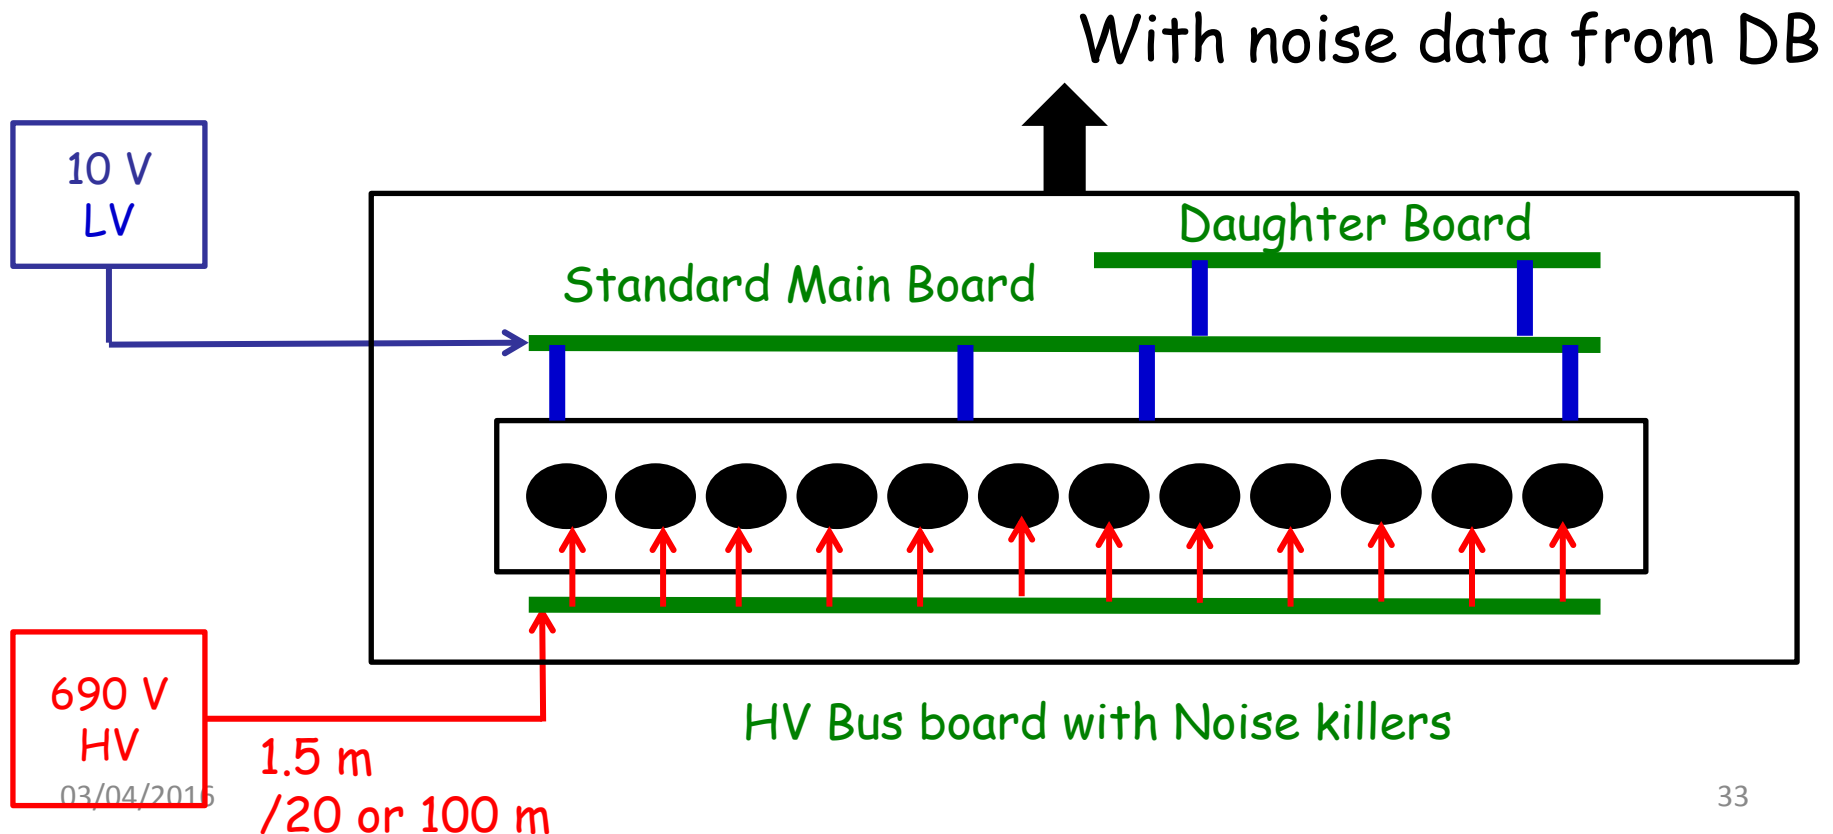 With noise data from DB
10 V
LV
Daughter Board
Standard Main Board
690 V
HV
HV Bus board with Noise killers
1.5 m
/20 or 100 m
03/04/2016
33